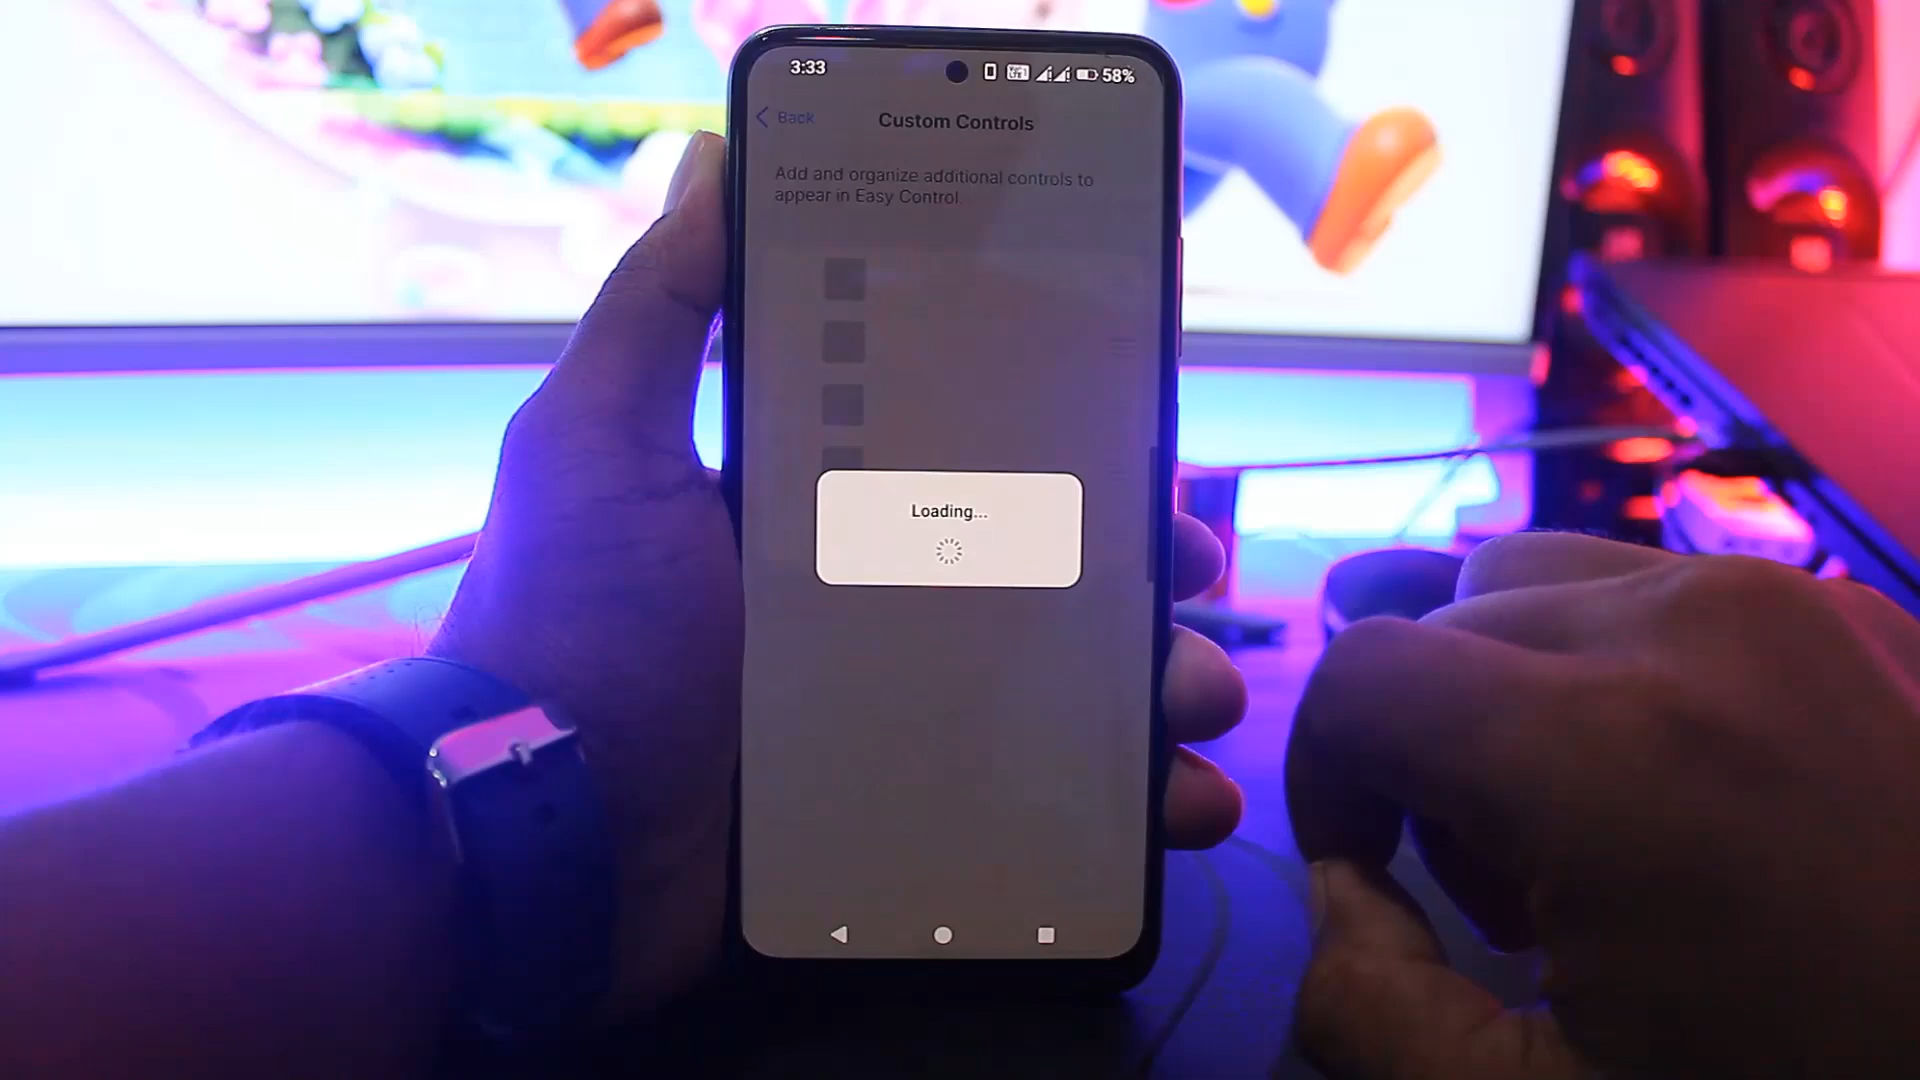 3:33
58%
Back
Custom Controls
Add and organize additional controls to
appear in Easy Control.
Loading...